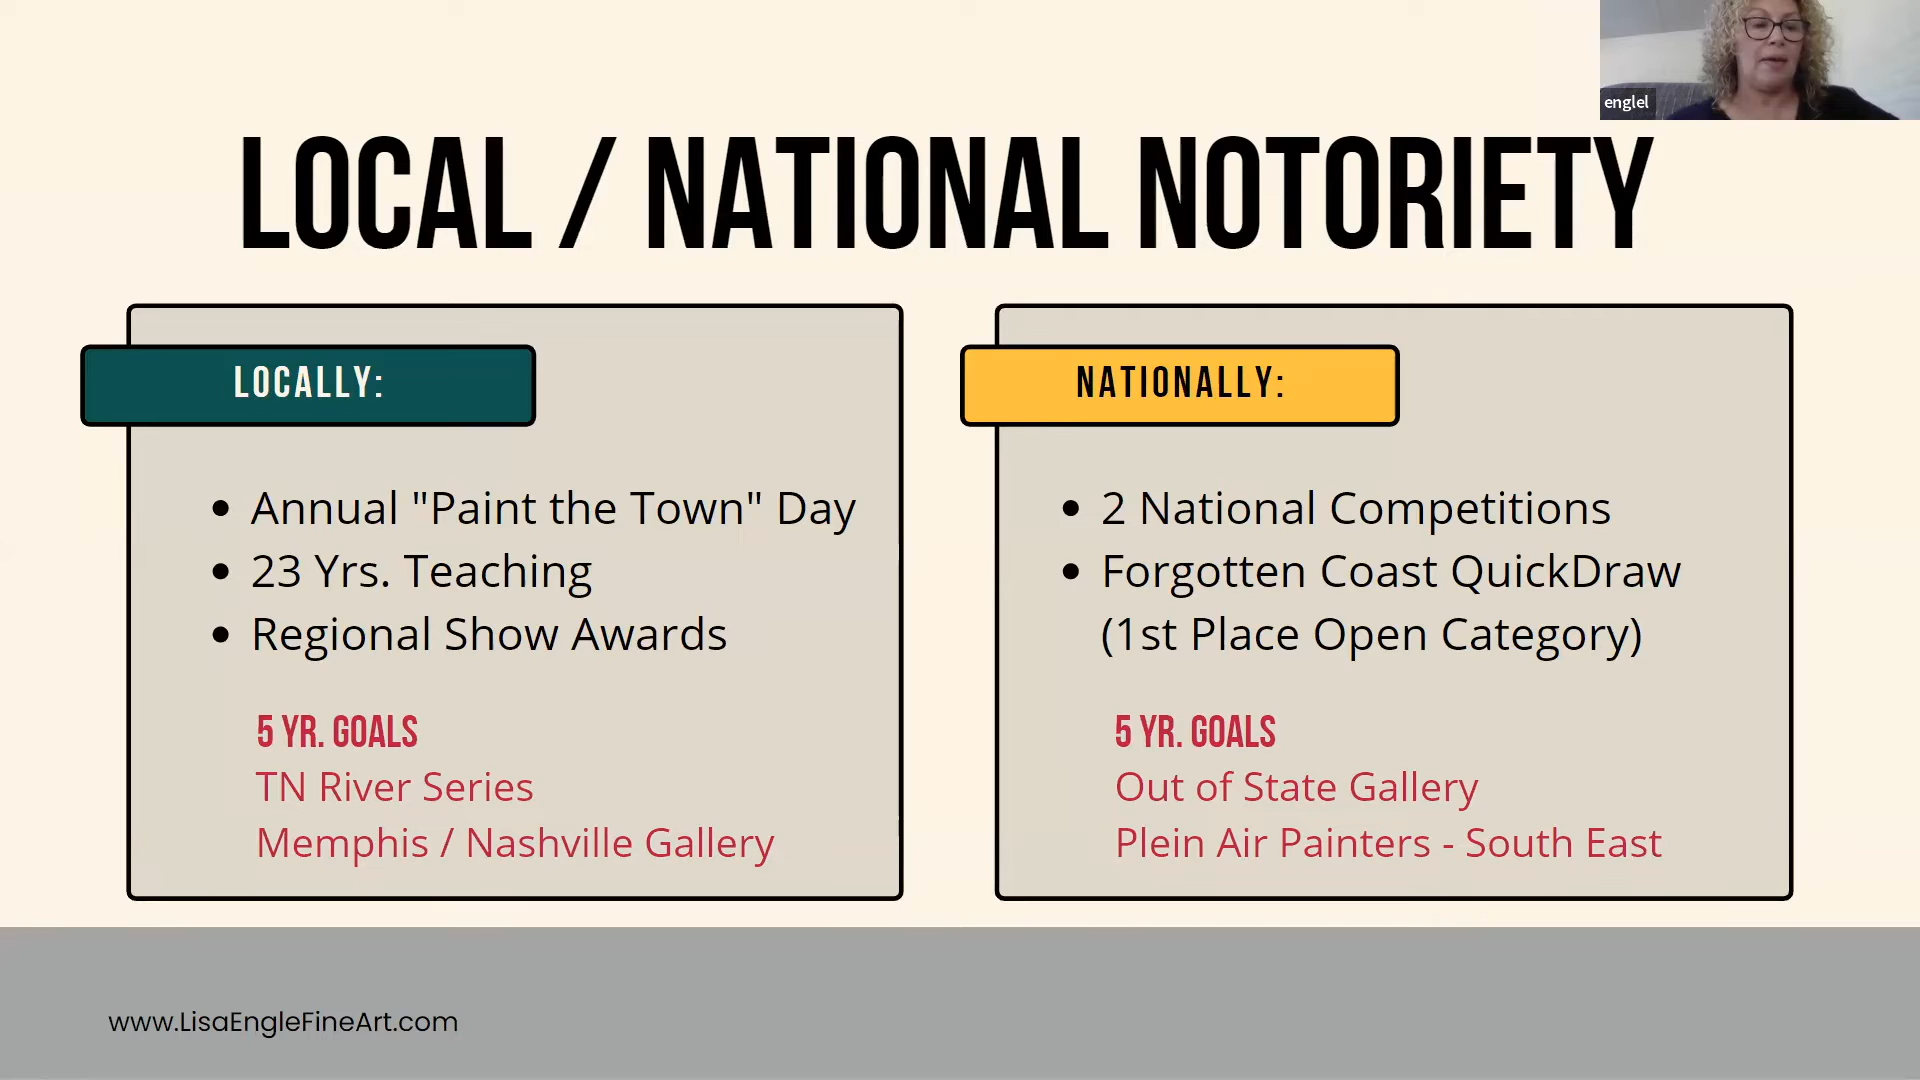 englel
LOCAL / NATIONAL NOTORIETY
LOCALLY:
• Annual "Paint the Town" Day
• 23 Yrs. Teaching
• Regional Show Awards
5 YR. GOALS
TN River Series
Memphis / Nashville Gallery
NATIONALLY:
• 2 National Competitions
• Forgotten Coast QuickDraw
(1st Place Open Category)
5 YR. GOALS
Out of State Gallery
Plein Air Painters - South East
www.LisaEngleFineArt.com